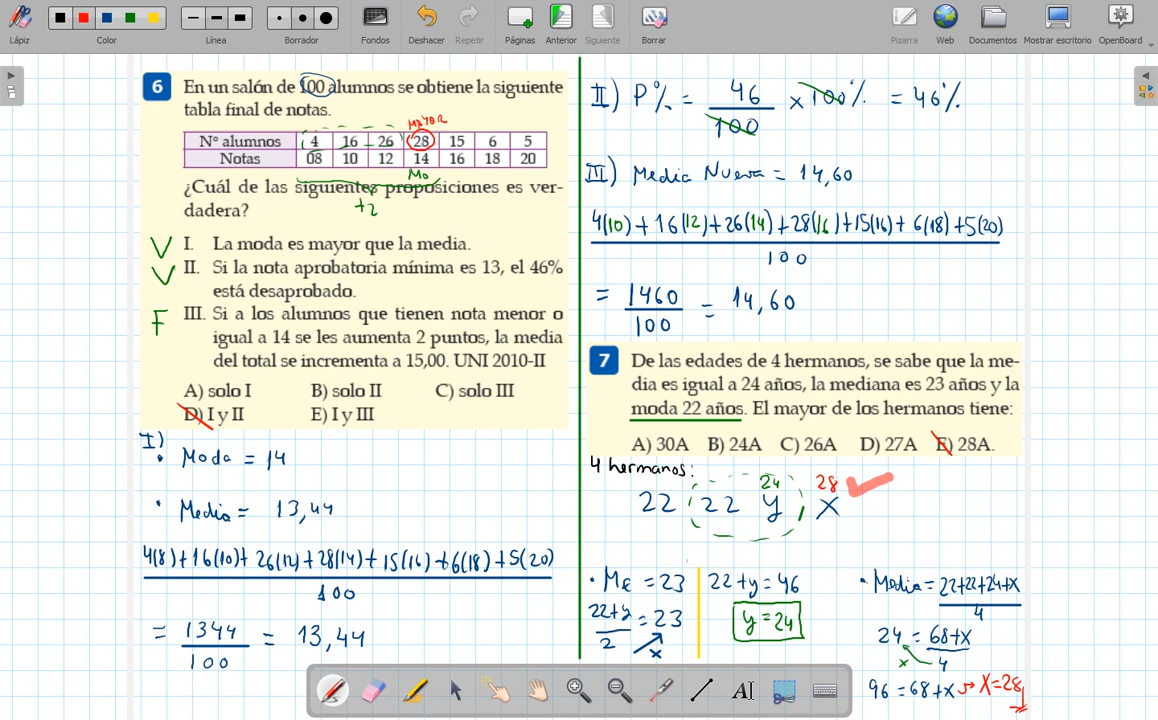 Lápiz Color Línea Borrador Fondos Deshacer Repetir Páginas Anterior Siguiente Borrar Pizarra Web Documentos Mostrar escritorio OpenBoard
6 En un salón de 100 alumnos se obtiene la siguiente
tabla final de notas.
MAYOR
N° alumnos 4 16 26 28 15 6 5
Notas 08 10 12 14 16 18 20
Mo
¿Cuál de las siguientes proposiciones es ver-
dadera?
+2
V I. La moda es mayor que la media.
V II. Si la nota aprobatoria mínima es 13, el 46%
está desaprobado.
F III. Si a los alumnos que tienen nota menor o
igual a 14 se les aumenta 2 puntos, la media
del total se incrementa a 15,00. UNI 2010-II
A) solo I B) solo II C) solo III
D) I y II E) I y III
I)
• Moda = 14
• Media = 13,44
4(8)+16(10)+26(12)+28(14)+15(16)+6(18)+5(20)
100
= 1344 = 13,44
100
II) P% = 46 × 100% = 46%
100
III) Media Nueva = 14,60
4(10)+16(12)+26(14)+28(16)+15(16)+6(18)+5(20)
100
= 1460 = 14,60
100
7 De las edades de 4 hermanos, se sabe que la me-
dia es igual a 24 años, la mediana es 23 años y la
moda 22 años. El mayor de los hermanos tiene:
A) 30A B) 24A C) 26A D) 27A E) 28A.
4 hermanos:
24 28
22 22 y x
• Me = 23
22+y = 23
2
x
22+y=46
y=24
• Media = 22+22+24+x
4
24 = 68+x
x 4
96 = 68+x → x=28